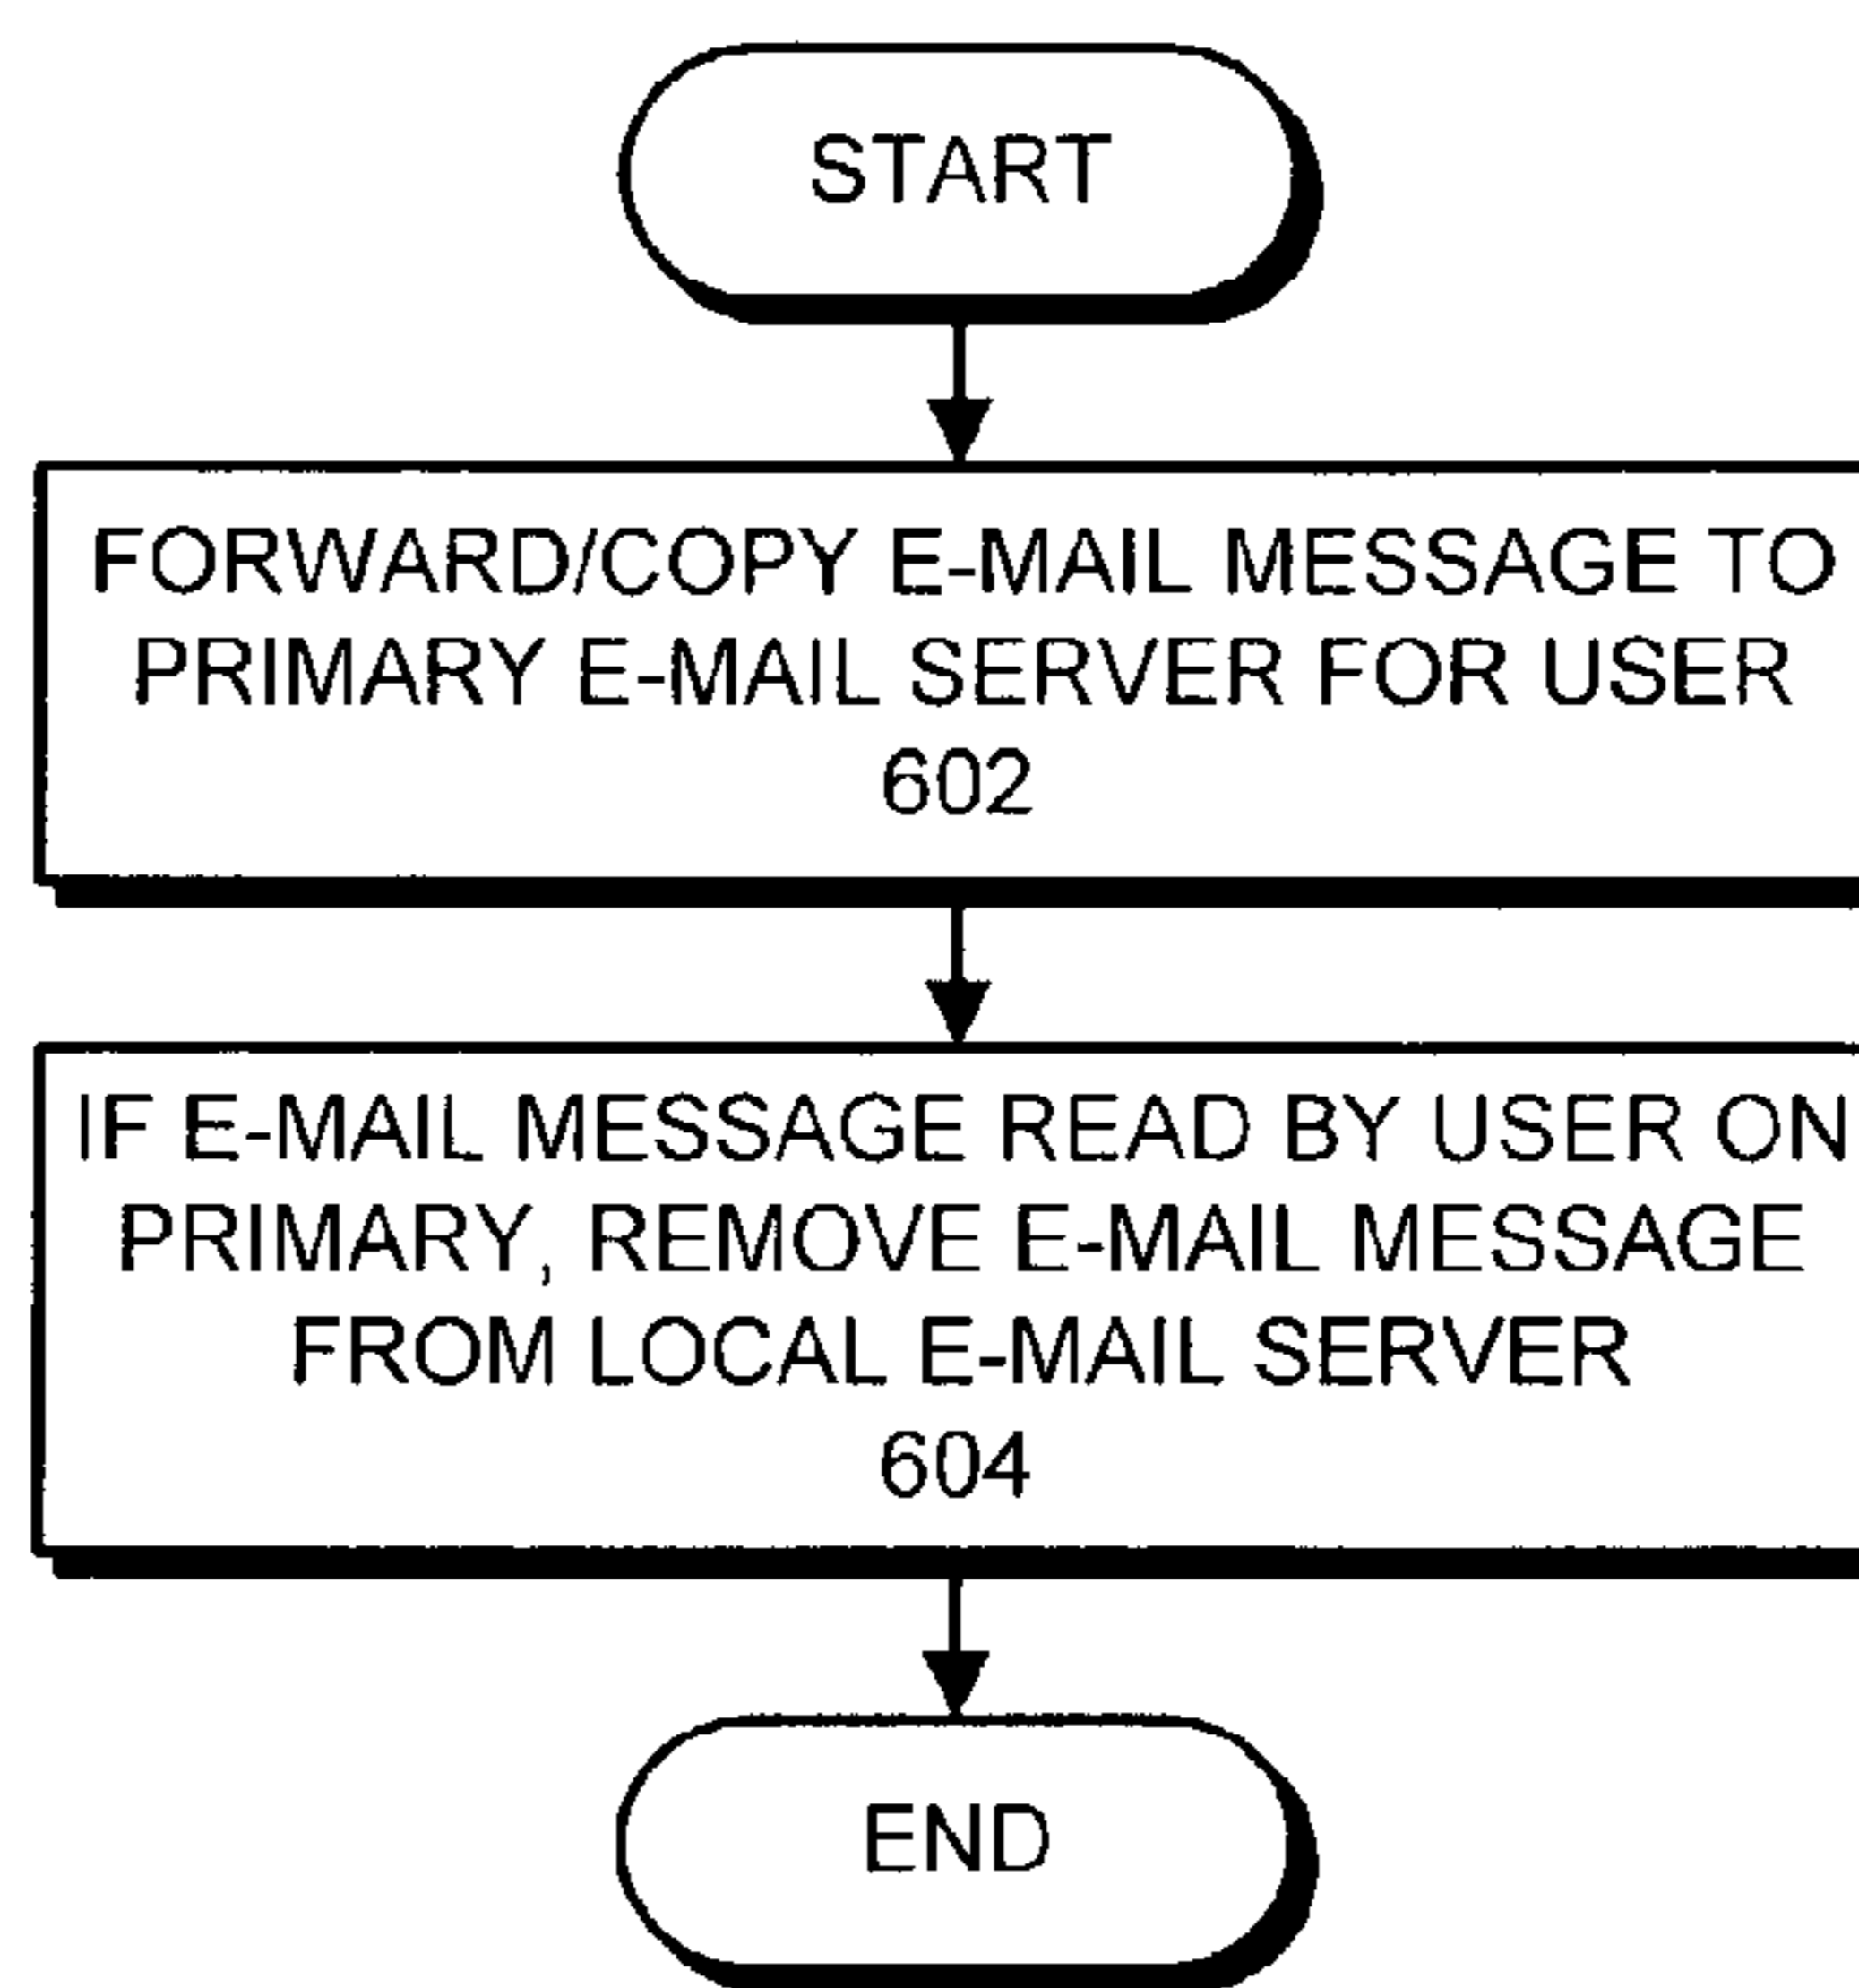 START
FORWARD/COPY E-MAIL MESSAGE TO
PRIMARY E-MAIL SERVER FOR USER
602
IF E-MAIL MESSAGE READ BY USER ON
PRIMARY, REMOVE E-MAIL MESSAGE
FROM LOCAL E-MAIL SERVER
604
END